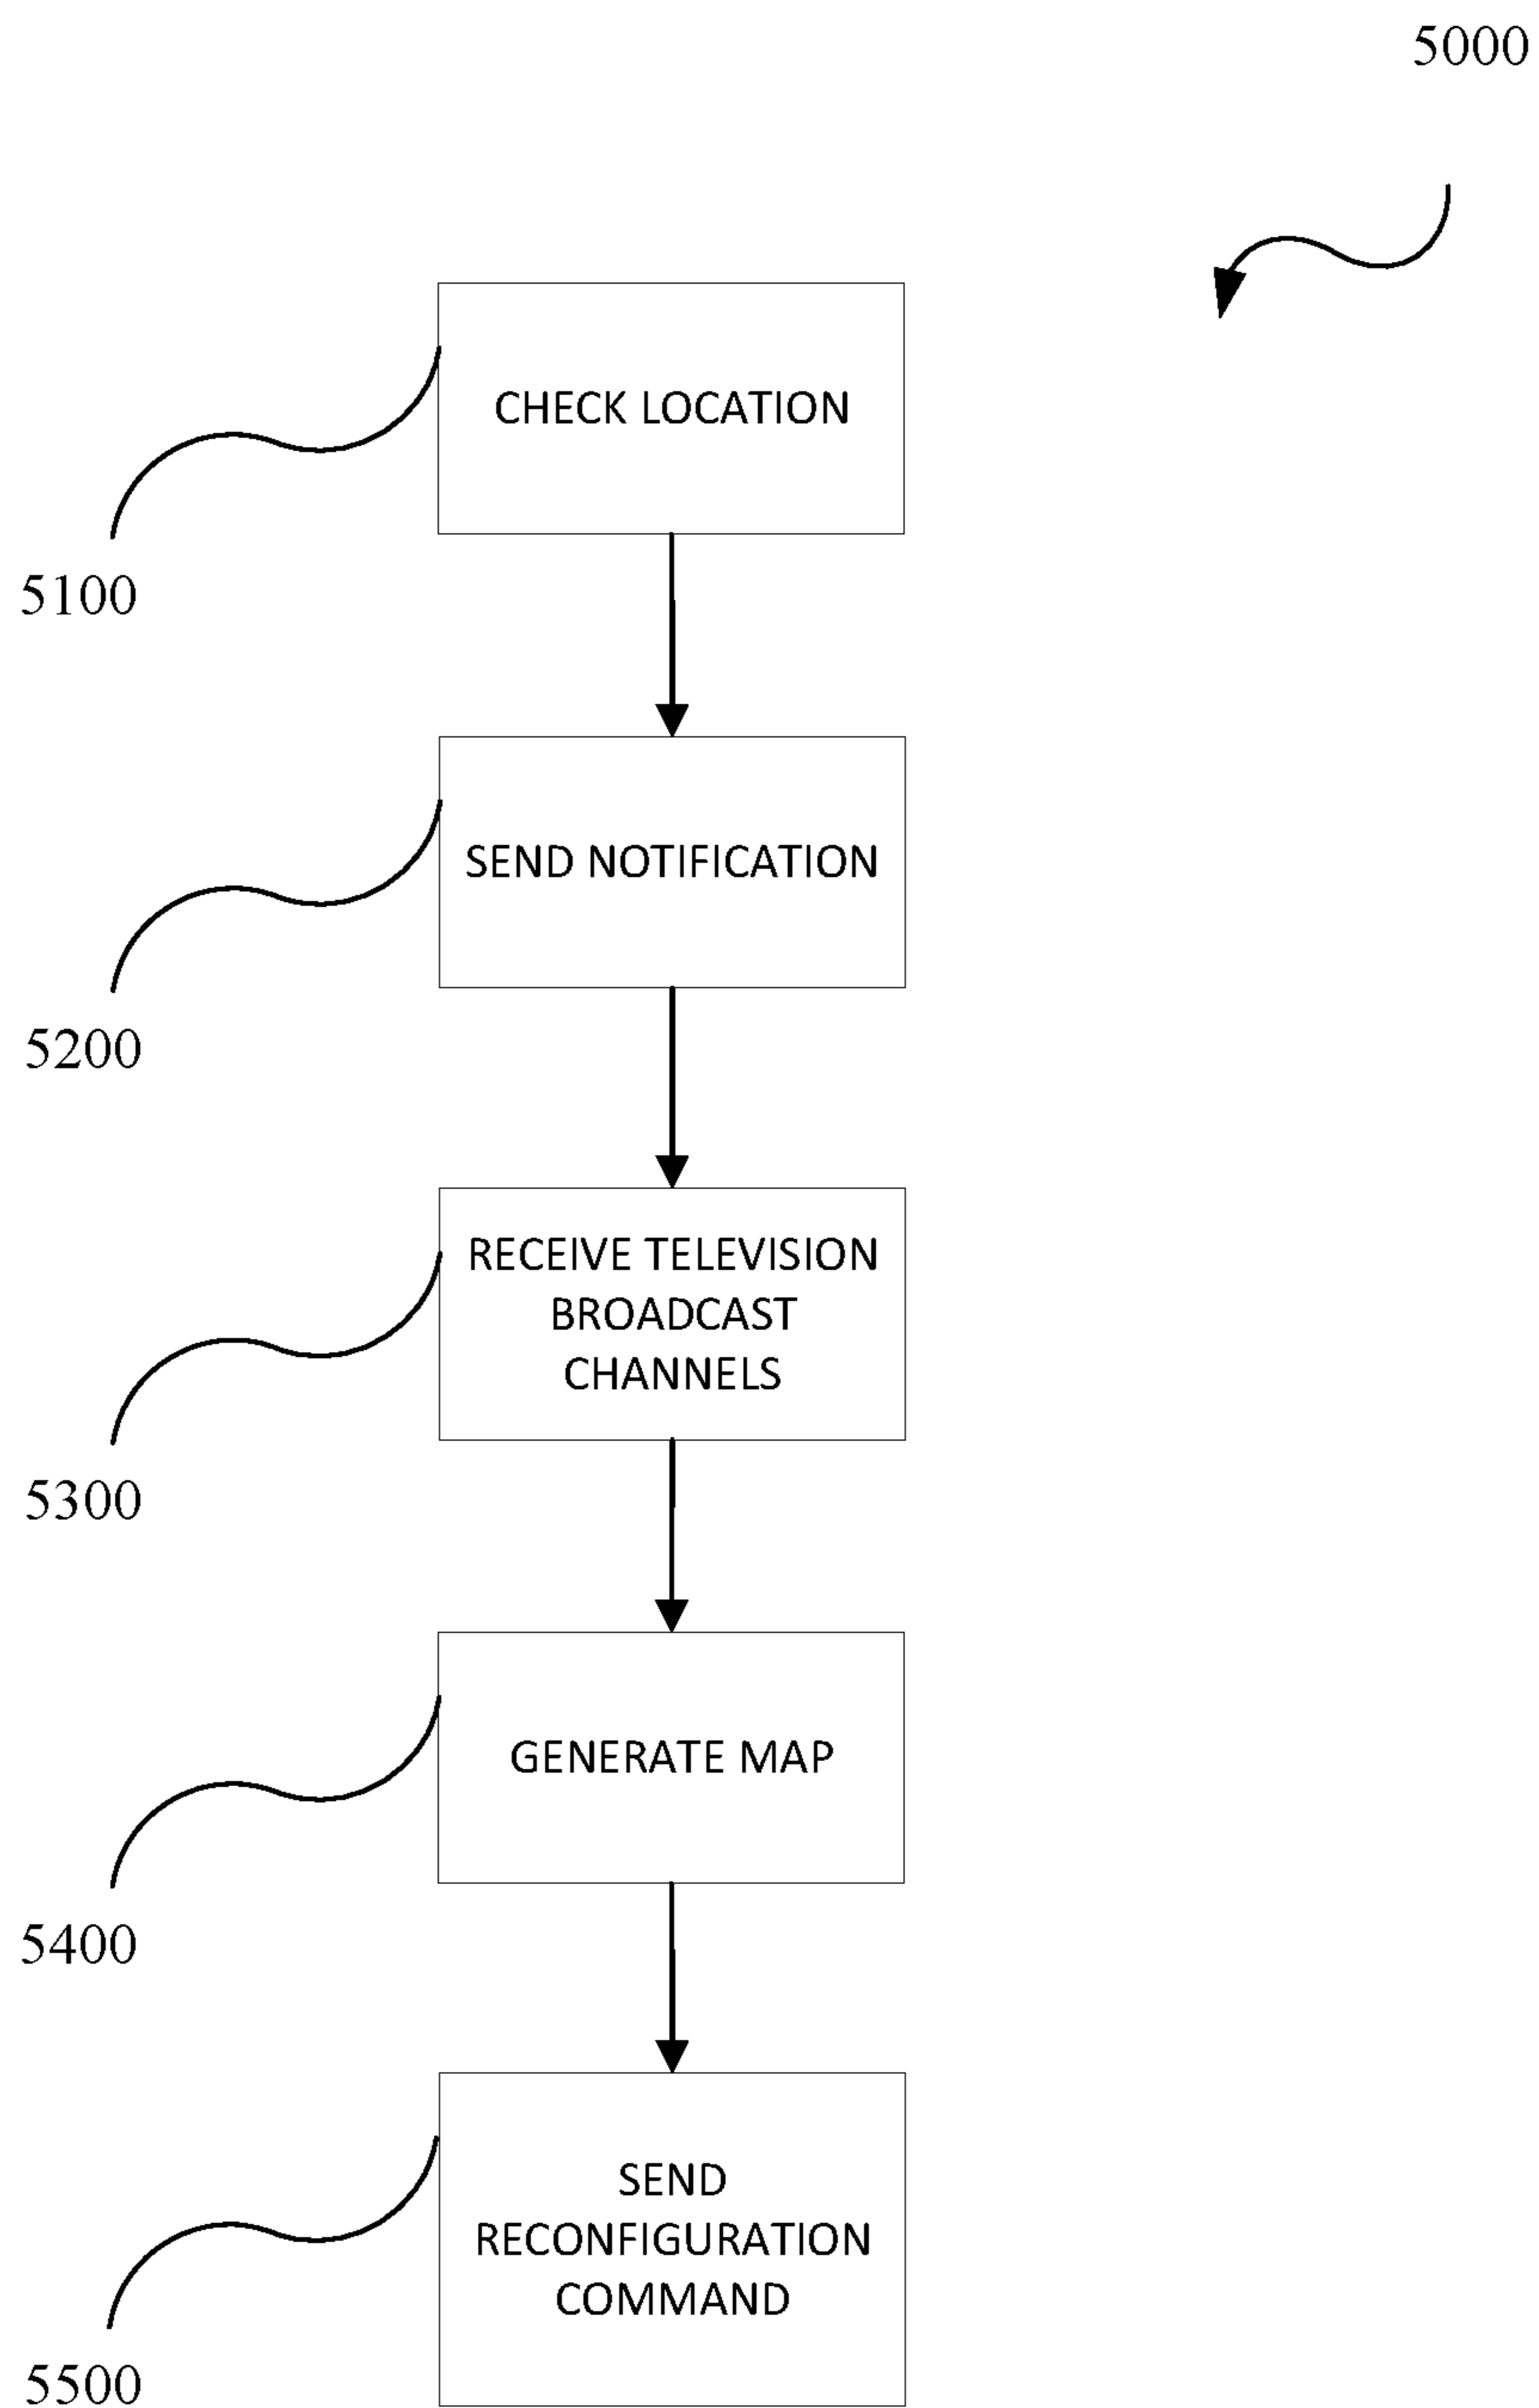 5000
CHECK LOCATION
5100
SEND NOTIFICATION
5200
RECEIVE TELEVISION
BROADCAST
CHANNELS
5300
GENERATE MAP
5400
SEND
RECONFIGURATION
COMMAND
5500